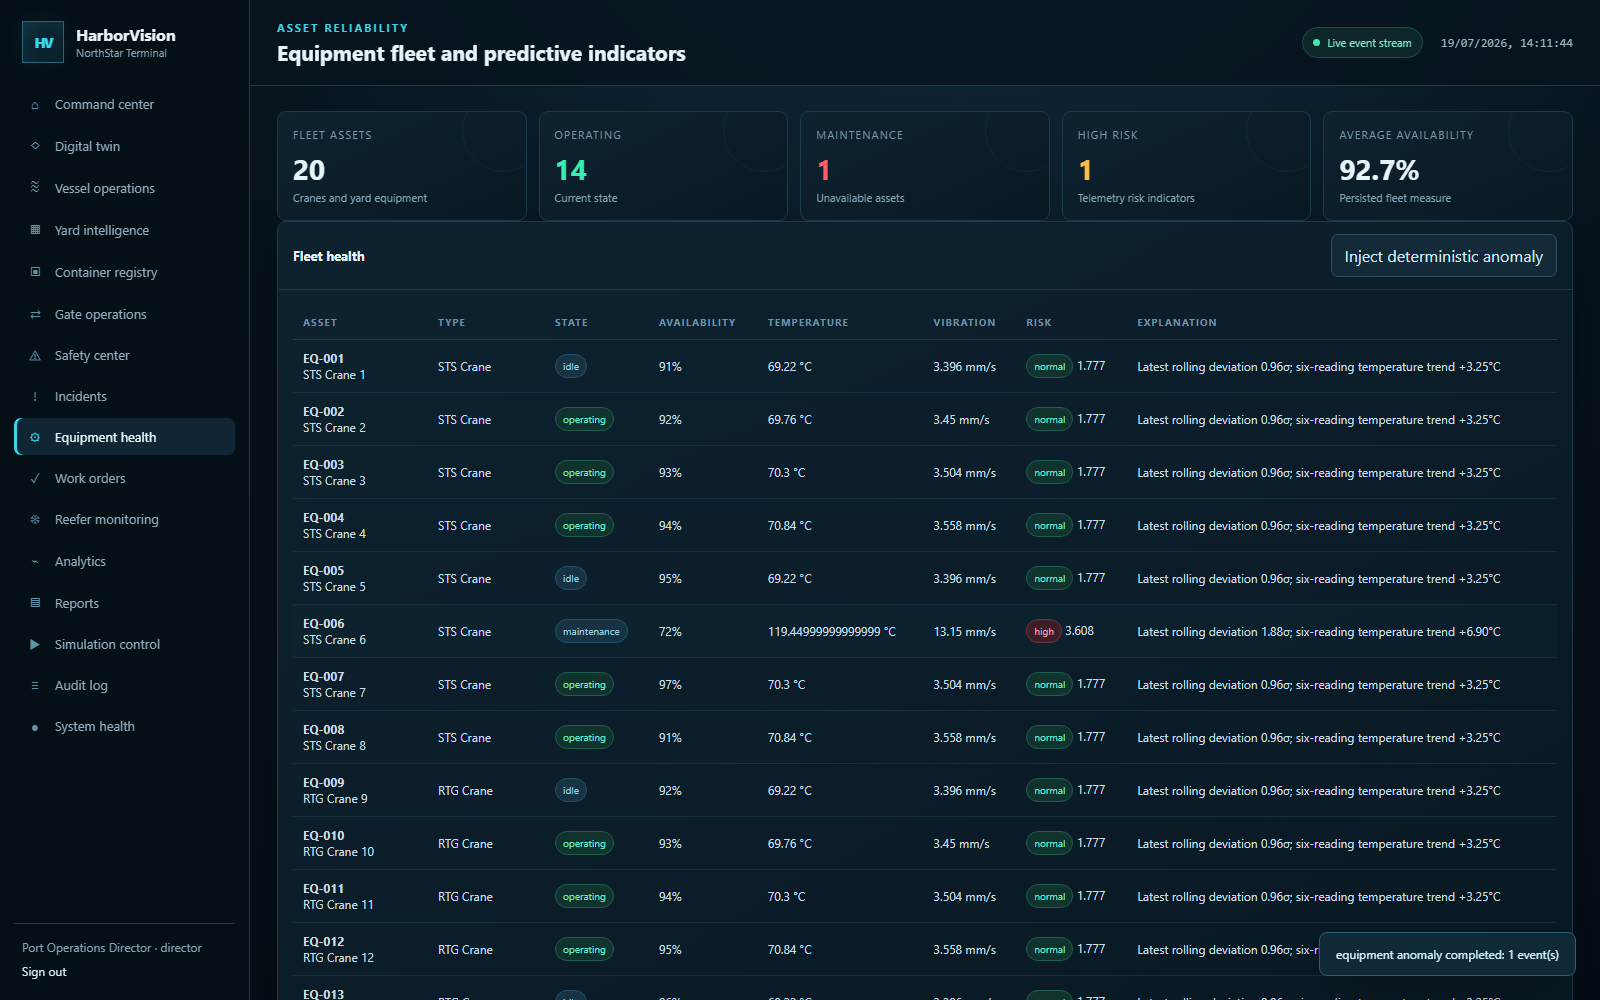 HV
HarborVision
NorthStar Terminal
Command center
Digital twin
Vessel operations
Yard intelligence
Container registry
Gate operations
Safety center
Incidents
Equipment health
Work orders
Reefer monitoring
Analytics
Reports
Simulation control
Audit log
System health
Port Operations Director · director
Sign out
ASSET RELIABILITY
Equipment fleet and predictive indicators
Live event stream
19/07/2026, 14:11:44
FLEET ASSETS
20
Cranes and yard equipment
OPERATING
14
Current state
MAINTENANCE
1
Unavailable assets
HIGH RISK
1
Telemetry risk indicators
AVERAGE AVAILABILITY
92.7%
Persisted fleet measure
Fleet health
Inject deterministic anomaly
ASSET TYPE STATE AVAILABILITY TEMPERATURE VIBRATION RISK EXPLANATION
EQ-001
STS Crane 1 STS Crane idle 91% 69.22 °C 3.396 mm/s normal 1.777 Latest rolling deviation 0.96σ; six-reading temperature trend +3.25°C
EQ-002
STS Crane 2 STS Crane operating 92% 69.76 °C 3.45 mm/s normal 1.777 Latest rolling deviation 0.96σ; six-reading temperature trend +3.25°C
EQ-003
STS Crane 3 STS Crane operating 93% 70.3 °C 3.504 mm/s normal 1.777 Latest rolling deviation 0.96σ; six-reading temperature trend +3.25°C
EQ-004
STS Crane 4 STS Crane operating 94% 70.84 °C 3.558 mm/s normal 1.777 Latest rolling deviation 0.96σ; six-reading temperature trend +3.25°C
EQ-005
STS Crane 5 STS Crane idle 95% 69.22 °C 3.396 mm/s normal 1.777 Latest rolling deviation 0.96σ; six-reading temperature trend +3.25°C
EQ-006
STS Crane 6 STS Crane maintenance 72% 119.44999999999999 °C 13.15 mm/s high 3.608 Latest rolling deviation 1.88σ; six-reading temperature trend +6.90°C
EQ-007
STS Crane 7 STS Crane operating 97% 70.3 °C 3.504 mm/s normal 1.777 Latest rolling deviation 0.96σ; six-reading temperature trend +3.25°C
EQ-008
STS Crane 8 STS Crane operating 91% 70.84 °C 3.558 mm/s normal 1.777 Latest rolling deviation 0.96σ; six-reading temperature trend +3.25°C
EQ-009
RTG Crane 9 RTG Crane idle 92% 69.22 °C 3.396 mm/s normal 1.777 Latest rolling deviation 0.96σ; six-reading temperature trend +3.25°C
EQ-010
RTG Crane 10 RTG Crane operating 93% 69.76 °C 3.45 mm/s normal 1.777 Latest rolling deviation 0.96σ; six-reading temperature trend +3.25°C
EQ-011
RTG Crane 11 RTG Crane operating 94% 70.3 °C 3.504 mm/s normal 1.777 Latest rolling deviation 0.96σ; six-reading temperature trend +3.25°C
EQ-012
RTG Crane 12 RTG Crane operating 95% 70.84 °C 3.558 mm/s normal 1.777 Latest rolling deviation 0.96σ;
equipment anomaly completed: 1 event(s)
EQ-013